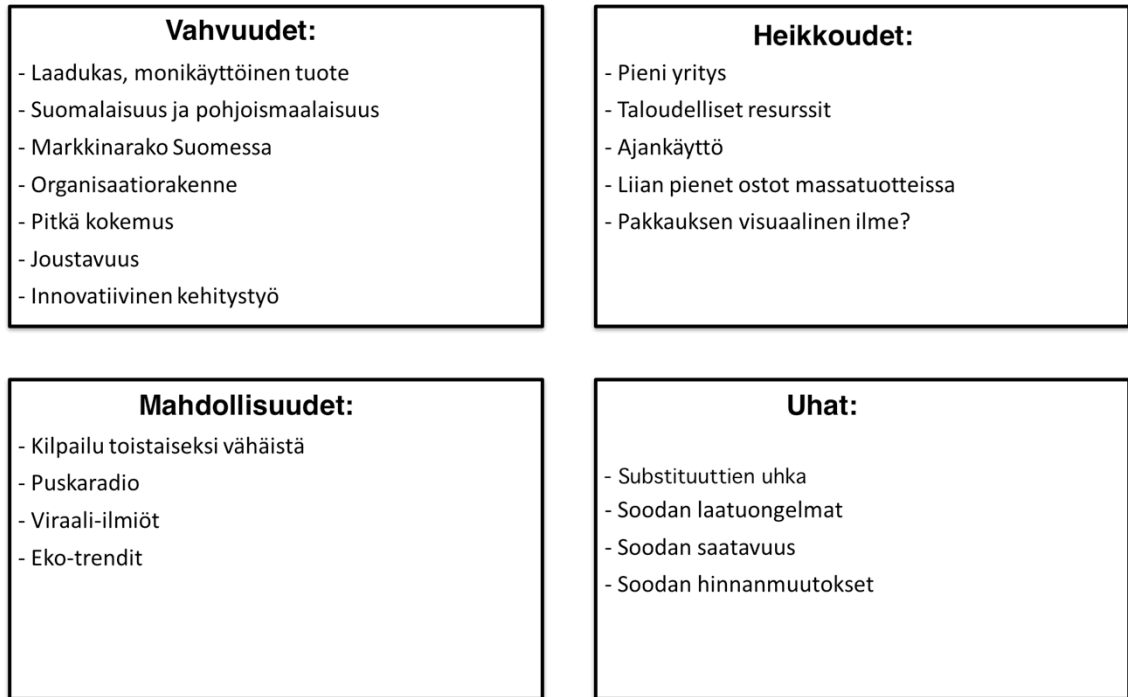 Vahvuudet:
- Laadukas, monikäyttöinen tuote
- Suomalaisuus ja pohjoismaalaisuus
- Markkinarako Suomessa
- Organisaatiorakenne
- Pitkä kokemus
- Joustavuus
- Innovatiivinen kehitystyö
Heikkoudet:
- Pieni yritys
- Taloudelliset resurssit
- Ajankäyttö
- Liian pienet ostot massatuotteissa
- Pakkauksen visuaalinen ilme?
Mahdollisuudet:
- Kilpailu toistaiseksi vähäistä
- Puskaradio
- Viraali-ilmiöt
- Eko-trendit
Uhat:
- Substituuttien uhka
- Soodan laatuongelmat
- Soodan saatavuus
- Soodan hinnanmuutokset